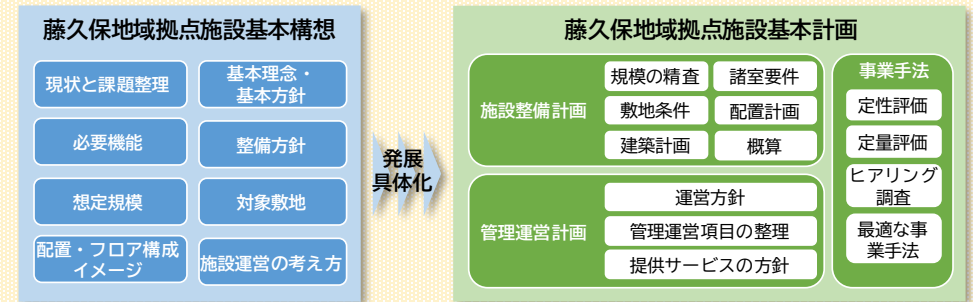 藤久保地域拠点施設基本構想
現状と課題整理
基本理念・
基本方針
必要機能
整備方針
想定規模
対象敷地
配置・フロア構成
イメージ
施設運営の考え方
発展
具体化
藤久保地域拠点施設基本計画
施設整備計画
規模の精査
諸室要件
敷地条件
配置計画
建築計画
概算
管理運営計画
運営方針
管理運営項目の整理
提供サービスの方針
事業手法
定性評価
定量評価
ヒアリング
調査
最適な事
業手法